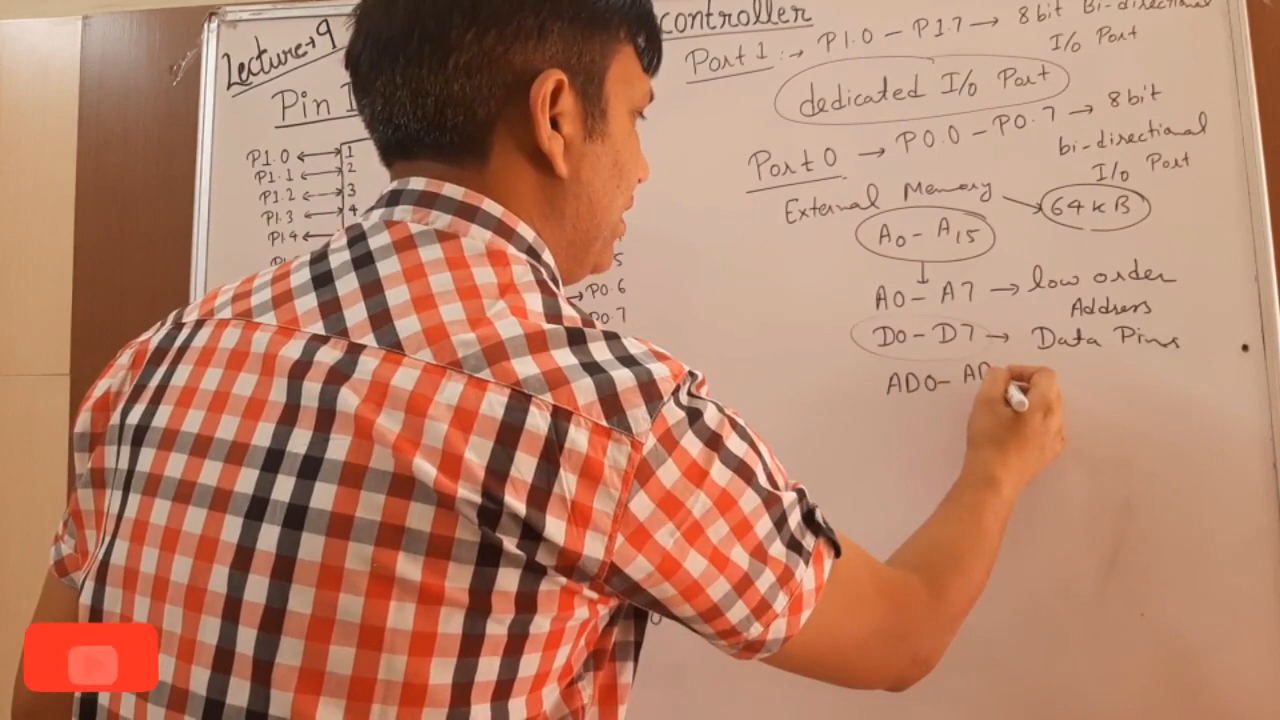 Lecture→9
controller
Pin
P1.0 ↔ 1
P1.1 ↔ 2
P1.2 ↔ 3
P1.3 ↔ 4
P1.4 ↔
5
→ P0.6
P0.7
Port 1 :→ P1.0 – P1.7 → 8 bit Bi-directional
I/o Port
dedicated I/o Port
Port 0 → P0.0 – P0.7 → 8 bit
bi-directional
I/o Port
External Memory → 64 kB
A0 – A15
A0 – A7 → low order
Address
D0 – D7 → Data Pins
AD0 – AD